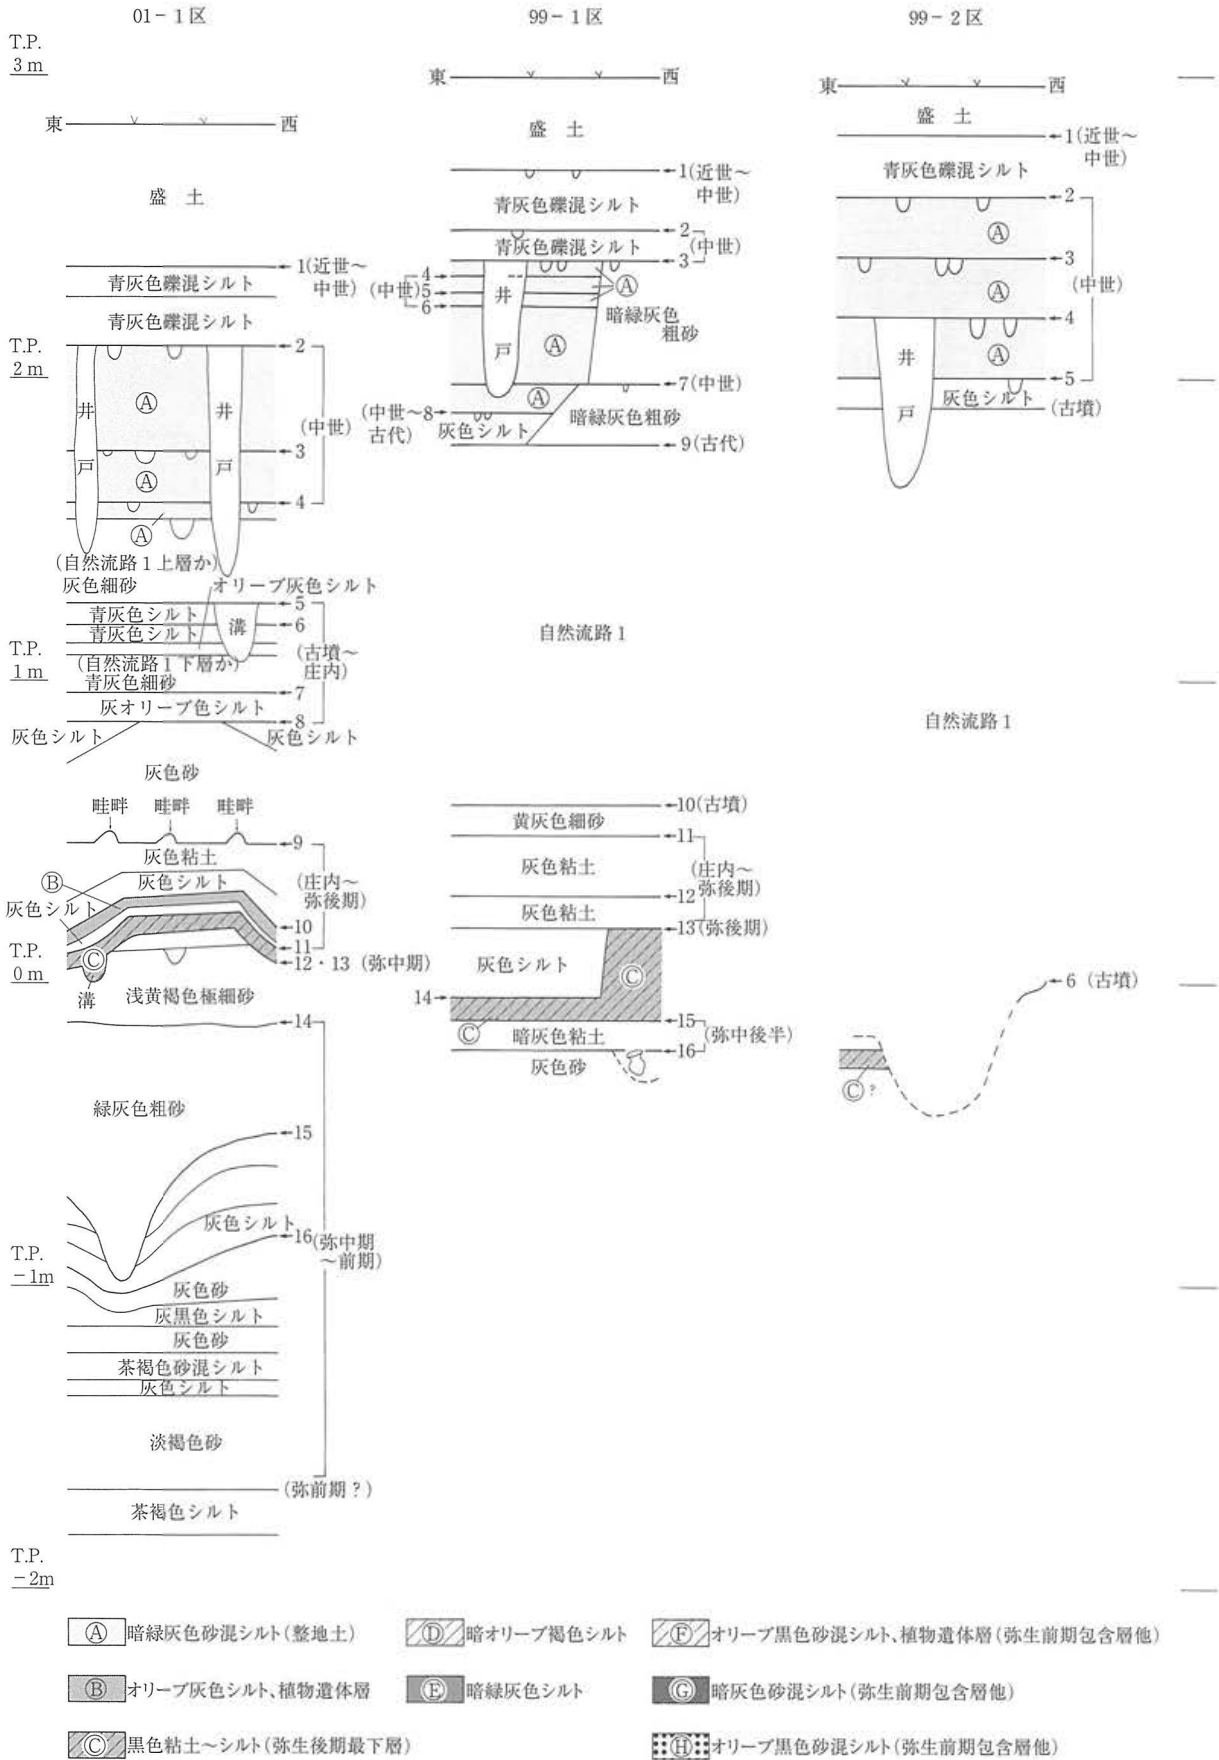 01-1区
99-1区
99-2区
T.P.
3m
東
西
盛土
1(近世~
中世)
青灰色礫混シルト
青灰色礫混シルト
T.P.
2m
2
井
戸
Ⓐ
井
戸
(中世)
3
Ⓐ
4
Ⓐ
(自然流路1上層か)
灰色細砂
オリーブ灰色シルト
5
青灰色シルト
6
青灰色シルト
溝
T.P.
1m
(古墳~
庄内)
(自然流路1下層か)
青灰色細砂
7
灰オリーブ色シルト
8
灰色シルト
灰色シルト
灰色砂
畦畔
畦畔
畦畔
9
灰色粘土
灰色シルト
Ⓑ
(庄内~
弥後期)
灰色シルト
10
11
T.P.
0m
Ⓒ
12・13(弥中期)
溝
浅黄褐色極細砂
14
緑灰色粗砂
15
灰色シルト
16
(弥中期
~前期)
T.P.
-1m
灰色砂
灰黒色シルト
灰色砂
茶褐色砂混シルト
灰色シルト
淡褐色砂
(弥前期?)
茶褐色シルト
T.P.
-2m
東
西
盛土
1(近世~
中世)
青灰色礫混シルト
2
青灰色礫混シルト
(中世)
3
4
(中世)5
6
井
戸
Ⓐ
暗緑灰色
粗砂
Ⓐ
7(中世)
Ⓐ
(中世~8
古代)
灰色シルト
暗緑灰色粗砂
9(古代)
自然流路1
10(古墳)
黄灰色細砂
11
灰色粘土
(庄内~
弥後期)
12
灰色粘土
13(弥後期)
灰色シルト
Ⓒ
14
15
Ⓒ
暗灰色粘土
(弥中後半)
16
灰色砂
東
西
盛土
1(近世~
中世)
青灰色礫混シルト
2
Ⓐ
3
(中世)
Ⓐ
4
井
戸
Ⓐ
5
灰色シルト
(古墳)
自然流路1
6(古墳)
Ⓒ?
Ⓐ暗緑灰色砂混シルト(整地土)
Ⓓ暗オリーブ褐色シルト
Ⓕオリーブ黒色砂混シルト、植物遺体層(弥生前期包含層他)
Ⓑオリーブ灰色シルト、植物遺体層
Ⓔ暗緑灰色シルト
Ⓖ暗灰色砂混シルト(弥生前期包含層他)
Ⓒ黒色粘土~シルト(弥生後期最下層)
Ⓗオリーブ黒色砂混シルト(弥生前期包含層他)